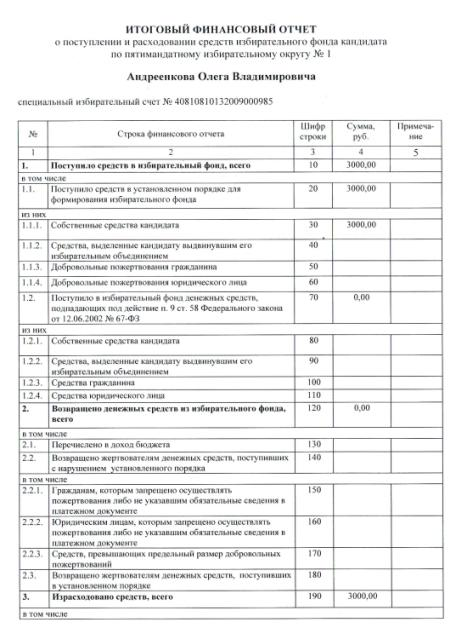 ИТОГОВЫЙ ФИНАНСОВЫЙ ОТЧЕТ
о поступлении и расходовании средств избирательного фонда кандидата
по пятимандатному избирательному округу № 1
Андреенкова Олега Владимировича
специальный избирательный счет № 40810810132009000985
№ Строка финансового отчета Шифр строки Сумма, руб. Примеча-ние
1 2 3 4 5
1. Поступило средств в избирательный фонд, всего 10 3000,00
в том числе
1.1. Поступило средств в установленном порядке для 20 3000,00
формирования избирательного фонда
из них
1.1.1. Собственные средства кандидата 30 3000,00
1.1.2. Средства, выделенные кандидату выдвинувшим его 40
избирательным объединением
1.1.3. Добровольные пожертвования гражданина 50
1.1.4. Добровольные пожертвования юридического лица 60
1.2. Поступило в избирательный фонд денежных средств, 70 0,00
подпадающих под действие п. 9 ст. 58 Федерального закона
от 12.06.2002 № 67-ФЗ
из них
1.2.1. Собственные средства кандидата 80
1.2.2. Средства, выделенные кандидату выдвинувшим его 90
избирательным объединением
1.2.3. Средства гражданина 100
1.2.4. Средства юридического лица 110
2. Возвращено денежных средств из избирательного фонда, 120 0,00
всего
в том числе
2.1. Перечислено в доход бюджета 130
2.2. Возвращено жертвователям денежных средств, поступивших 140
с нарушением установленного порядка
в том числе
2.2.1. Гражданам, которым запрещено осуществлять 150
пожертвования либо не указавшим обязательные сведения в
платежном документе
2.2.2. Юридическим лицам, которым запрещено осуществлять 160
пожертвования либо не указавшим обязательные сведения в
платежном документе
2.2.3. Средств, превышающих предельный размер добровольных 170
пожертвований
2.3. Возвращено жертвователям денежных средств, поступивших 180
в установленном порядке
3. Израсходовано средств, всего 190 3000,00
в том числе